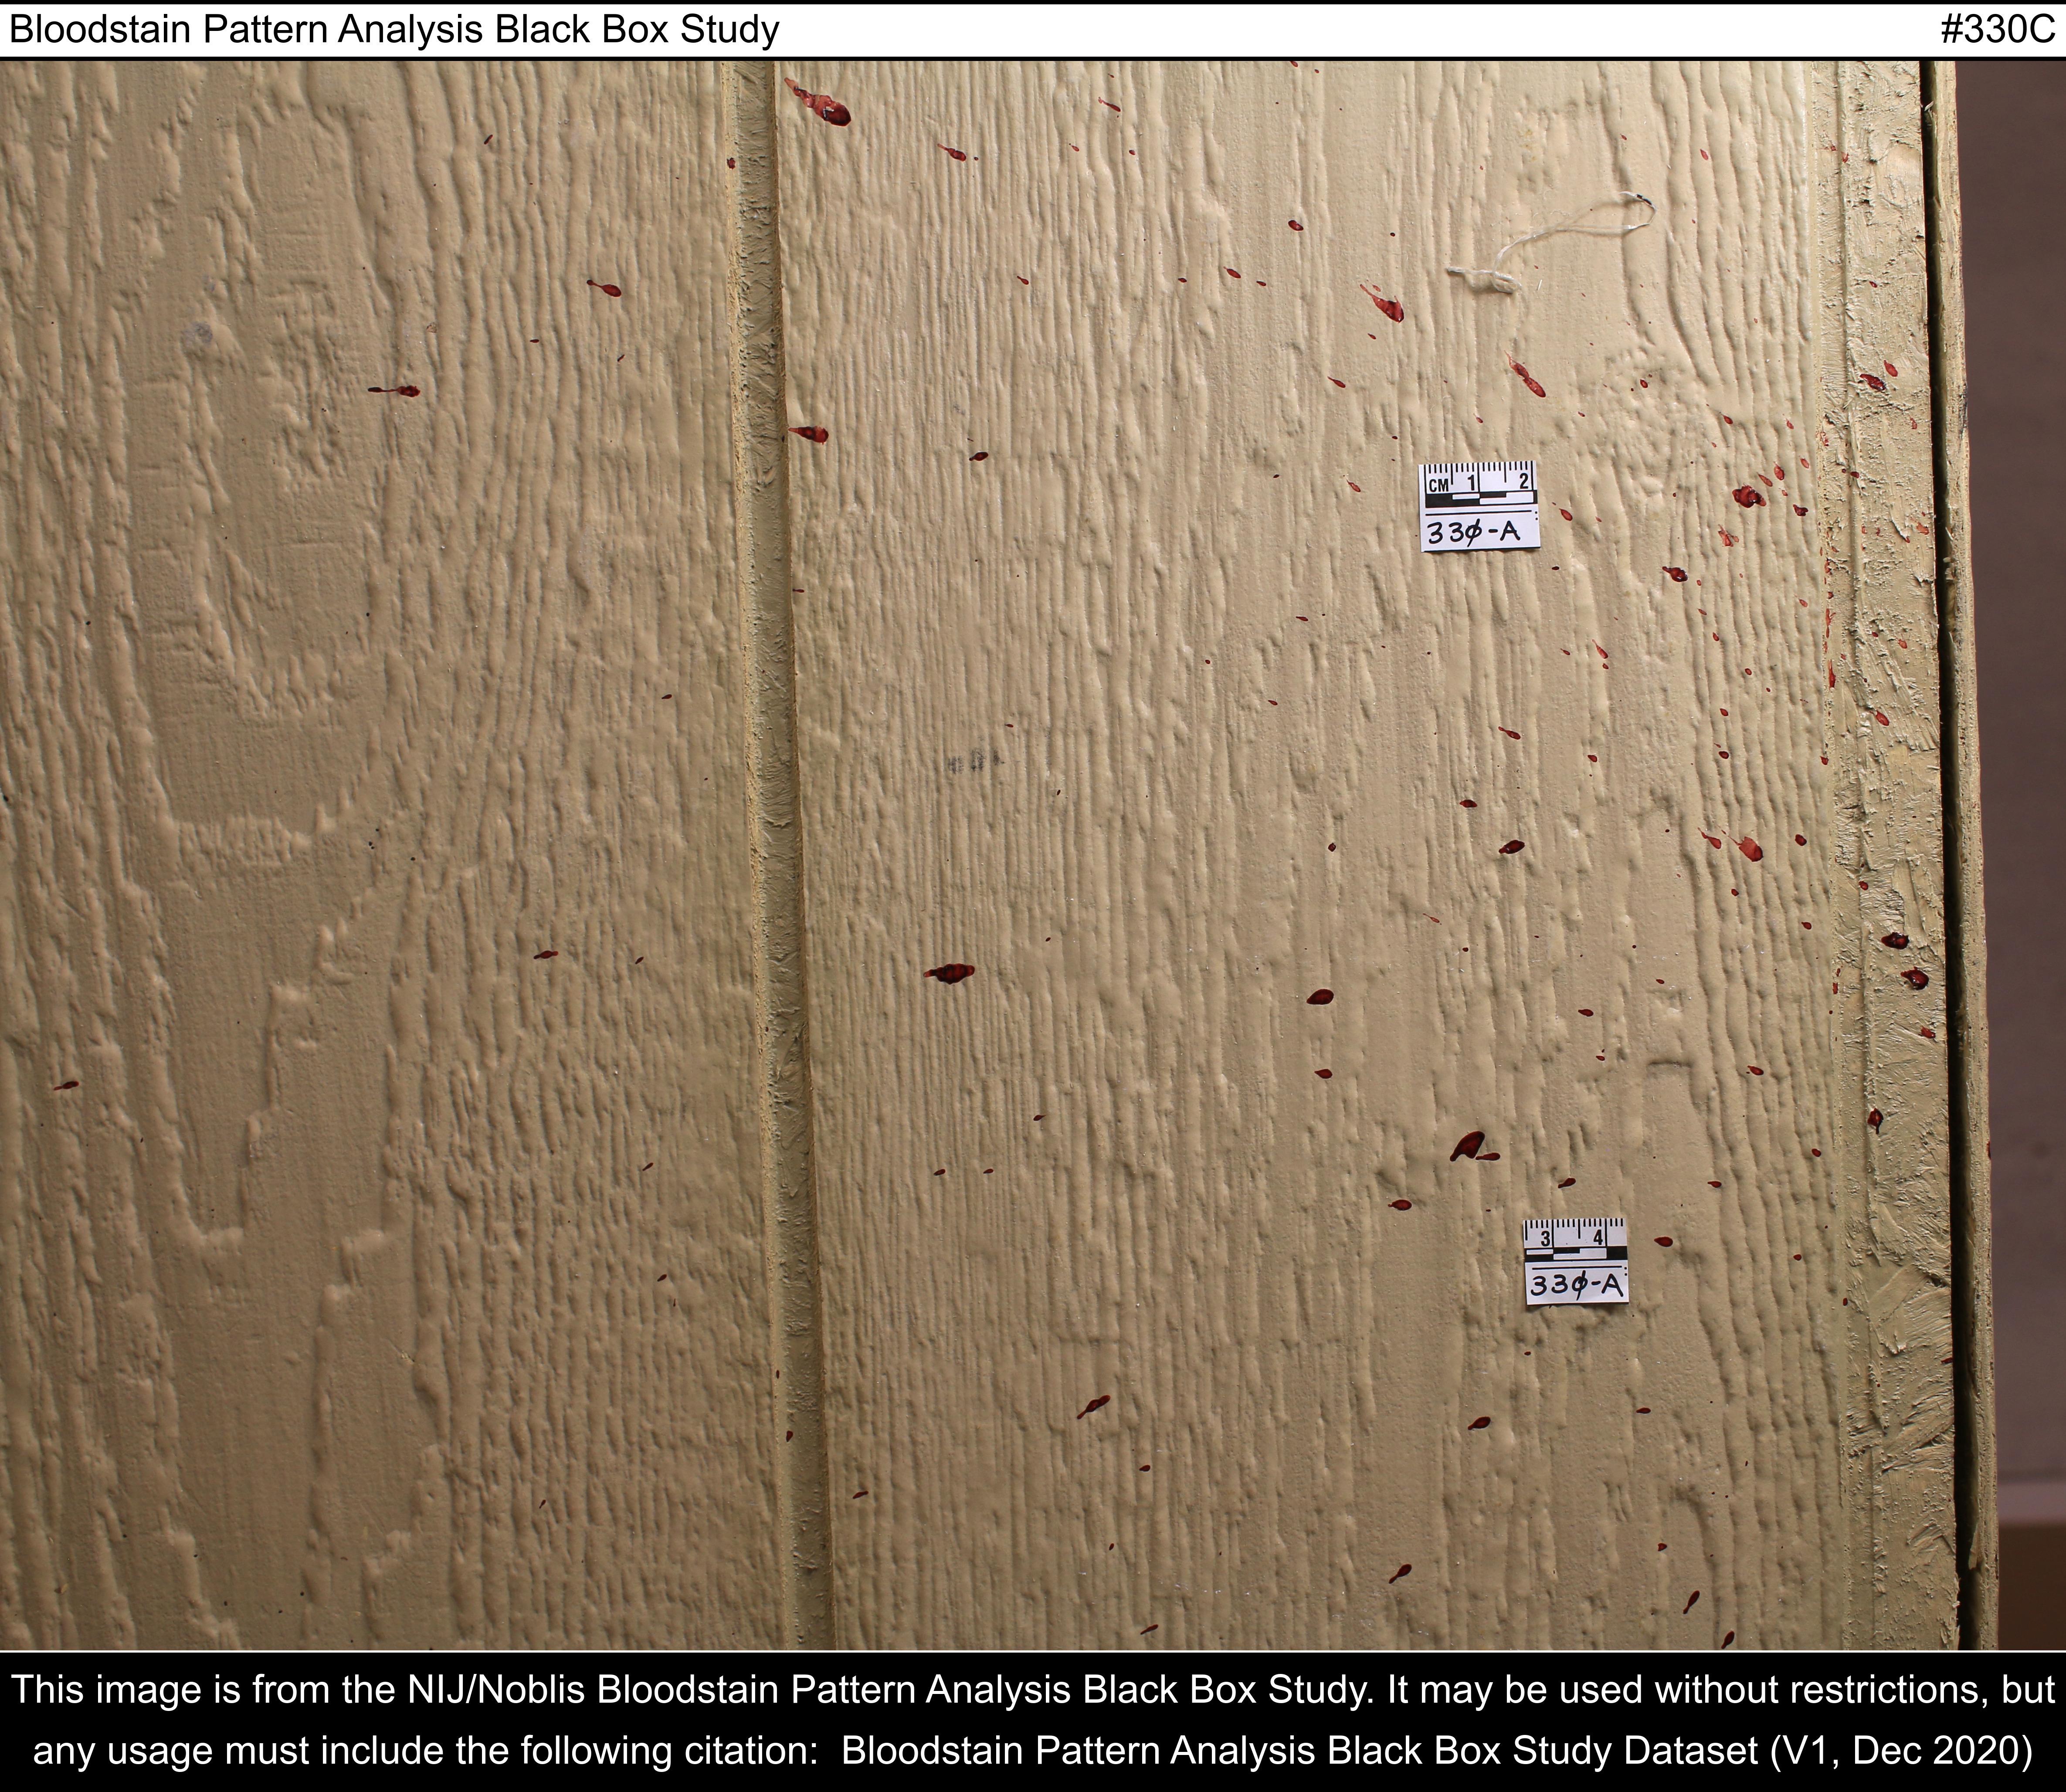 Bloodstain Pattern Analysis Black Box Study #330C
CM 1 2
33ø-A
3 4
33ø-A
This image is from the NIJ/Noblis Bloodstain Pattern Analysis Black Box Study. It may be used without restrictions, but
any usage must include the following citation: Bloodstain Pattern Analysis Black Box Study Dataset (V1, Dec 2020)